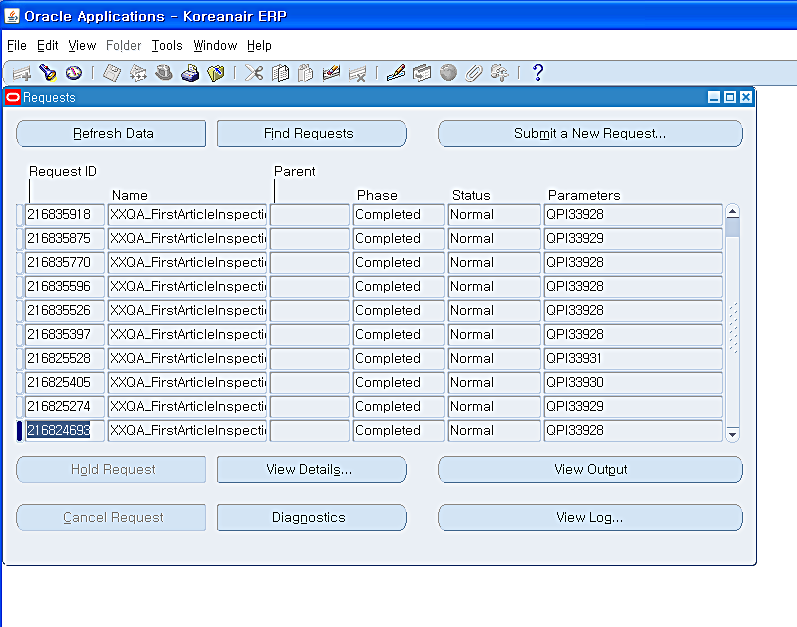 Oracle Applications - Koreanair ERP
File Edit View Folder Tools Window Help
Requests
Refresh Data Find Requests Submit a New Request...
Request ID Parent
Name Phase Status Parameters
216835918 XXQA_FirstArticleInspecti Completed Normal QPI33928
216835875 XXQA_FirstArticleInspecti Completed Normal QPI33929
216835770 XXQA_FirstArticleInspecti Completed Normal QPI33928
216835596 XXQA_FirstArticleInspecti Completed Normal QPI33928
216835526 XXQA_FirstArticleInspecti Completed Normal QPI33928
216835397 XXQA_FirstArticleInspecti Completed Normal QPI33928
216825528 XXQA_FirstArticleInspecti Completed Normal QPI33931
216825405 XXQA_FirstArticleInspecti Completed Normal QPI33930
216825274 XXQA_FirstArticleInspecti Completed Normal QPI33929
216824693 XXQA_FirstArticleInspecti Completed Normal QPI33928
Hold Request View Details... View Output
Cancel Request Diagnostics View Log...